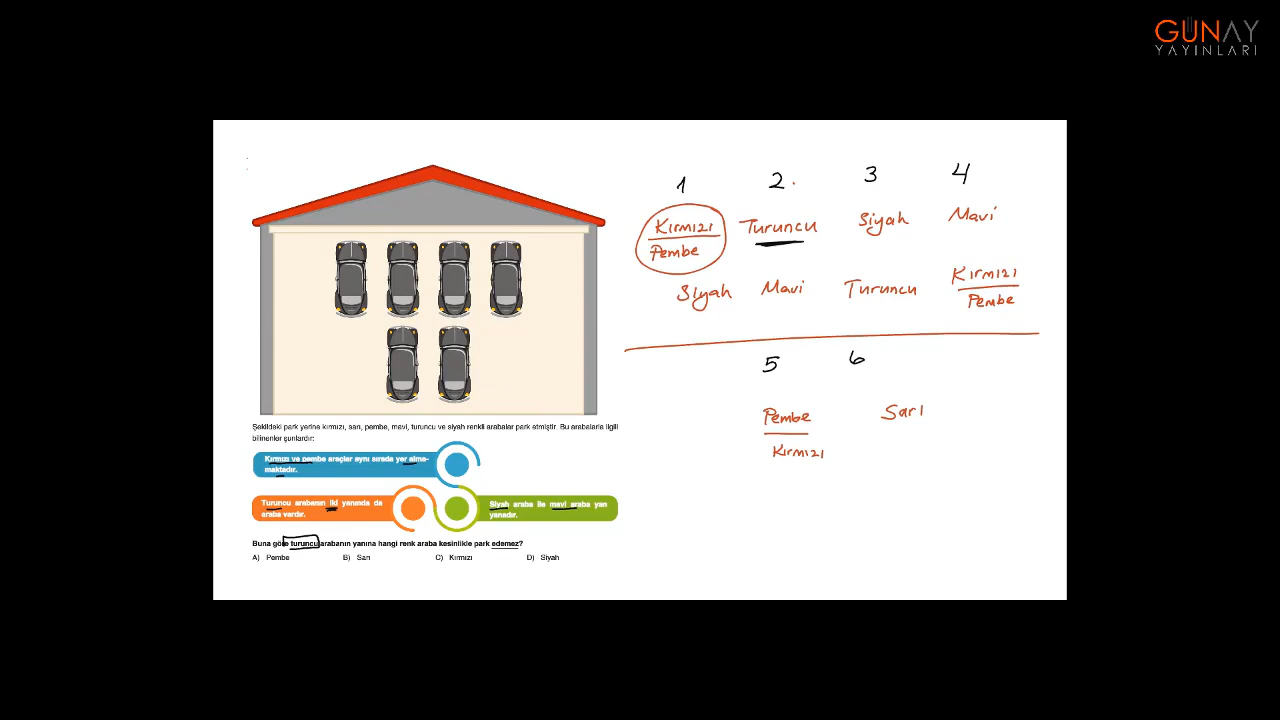 GÜNAY
YAYINLARI
1 2 3 4
Kırmızı Turuncu Siyah Mavi
Pembe
Siyah Mavi Turuncu Kırmızı
Pembe
5 6
Pembe Sarı
Kırmızı
Şekildeki park yerine kırmızı, sarı, pembe, mavi, turuncu ve siyah renkli arabalar park etmiştir. Bu arabalarla ilgili
bilinenler şunlardır:
Kırmızı ve pembe araçlar aynı sırada yer alma-
maktadır.
Turuncu arabanın iki yanında da
araba vardır.
Siyah araba ile mavi araba yan
yanadır.
Buna göre turuncu arabanın yanına hangi renk araba kesinlikle park edemez?
A) Pembe B) Sarı C) Kırmızı D) Siyah